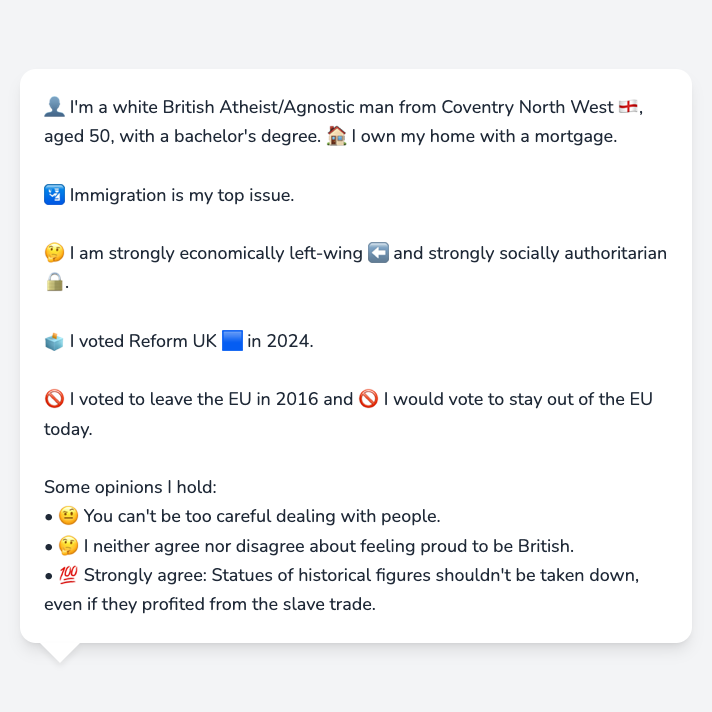 👤 I'm a white British Atheist/Agnostic man from Coventry North West 🏴󠁧󠁢󠁥󠁮󠁧󠁿,
aged 50, with a bachelor's degree. 🏠 I own my home with a mortgage.
🛂 Immigration is my top issue.
🤔 I am strongly economically left-wing ⬅️ and strongly socially authoritarian
🔒.
🗳️ I voted Reform UK 🟦 in 2024.
🚫 I voted to leave the EU in 2016 and 🚫 I would vote to stay out of the EU
today.
Some opinions I hold:
• 🤨 You can't be too careful dealing with people.
• 🤔 I neither agree nor disagree about feeling proud to be British.
• 💯 Strongly agree: Statues of historical figures shouldn't be taken down,
even if they profited from the slave trade.